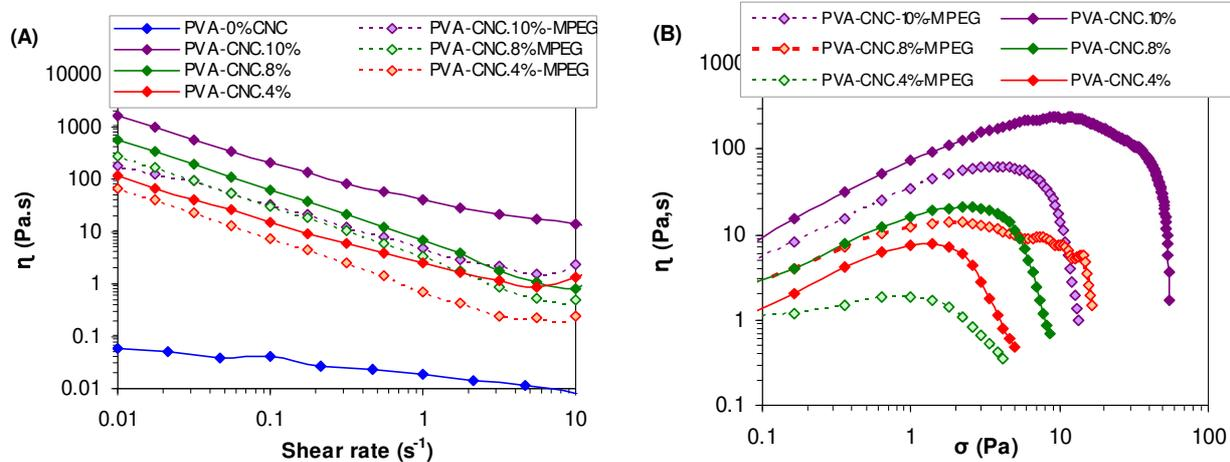 (A)
PVA-0%CNC
PVA-CNC.10%
PVA-CNC.8%
PVA-CNC.4%
PVA-CNC.10%-MPEG
PVA-CNC.8%MPEG
PVA-CNC.4%-MPEG
10000
1000
100
10
1
0.1
0.01
η (Pa.s)
0.01 0.1 1 10
Shear rate (s⁻¹)
(B)
PVA-CNC-10%-MPEG
PVA-CNC.8%-MPEG
PVA-CNC.4%-MPEG
PVA-CNC.10%
PVA-CNC.8%
PVA-CNC.4%
1000
100
10
1
0.1
η (Pa,s)
0.1 1 10 100
σ (Pa)